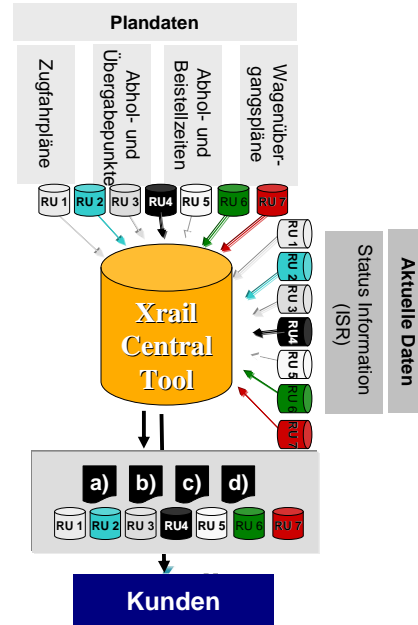 Plandaten
Zugfahrpläne
Abhol- und
Übergabepunkte
Abhol- und
Beistellzeiten
Wagenüber-
gangspläne
RU 1
RU 2
RU 3
RU4
RU 5
RU 6
RU 7
RU 1
RU 2
RU 3
RU4
RU 5
RU 6
RU 7
Status Information
(ISR)
Aktuelle Daten
Xrail
Central
Tool
a)
b)
c)
d)
RU 1
RU 2
RU 3
RU4
RU 5
RU 6
RU 7
Kunden